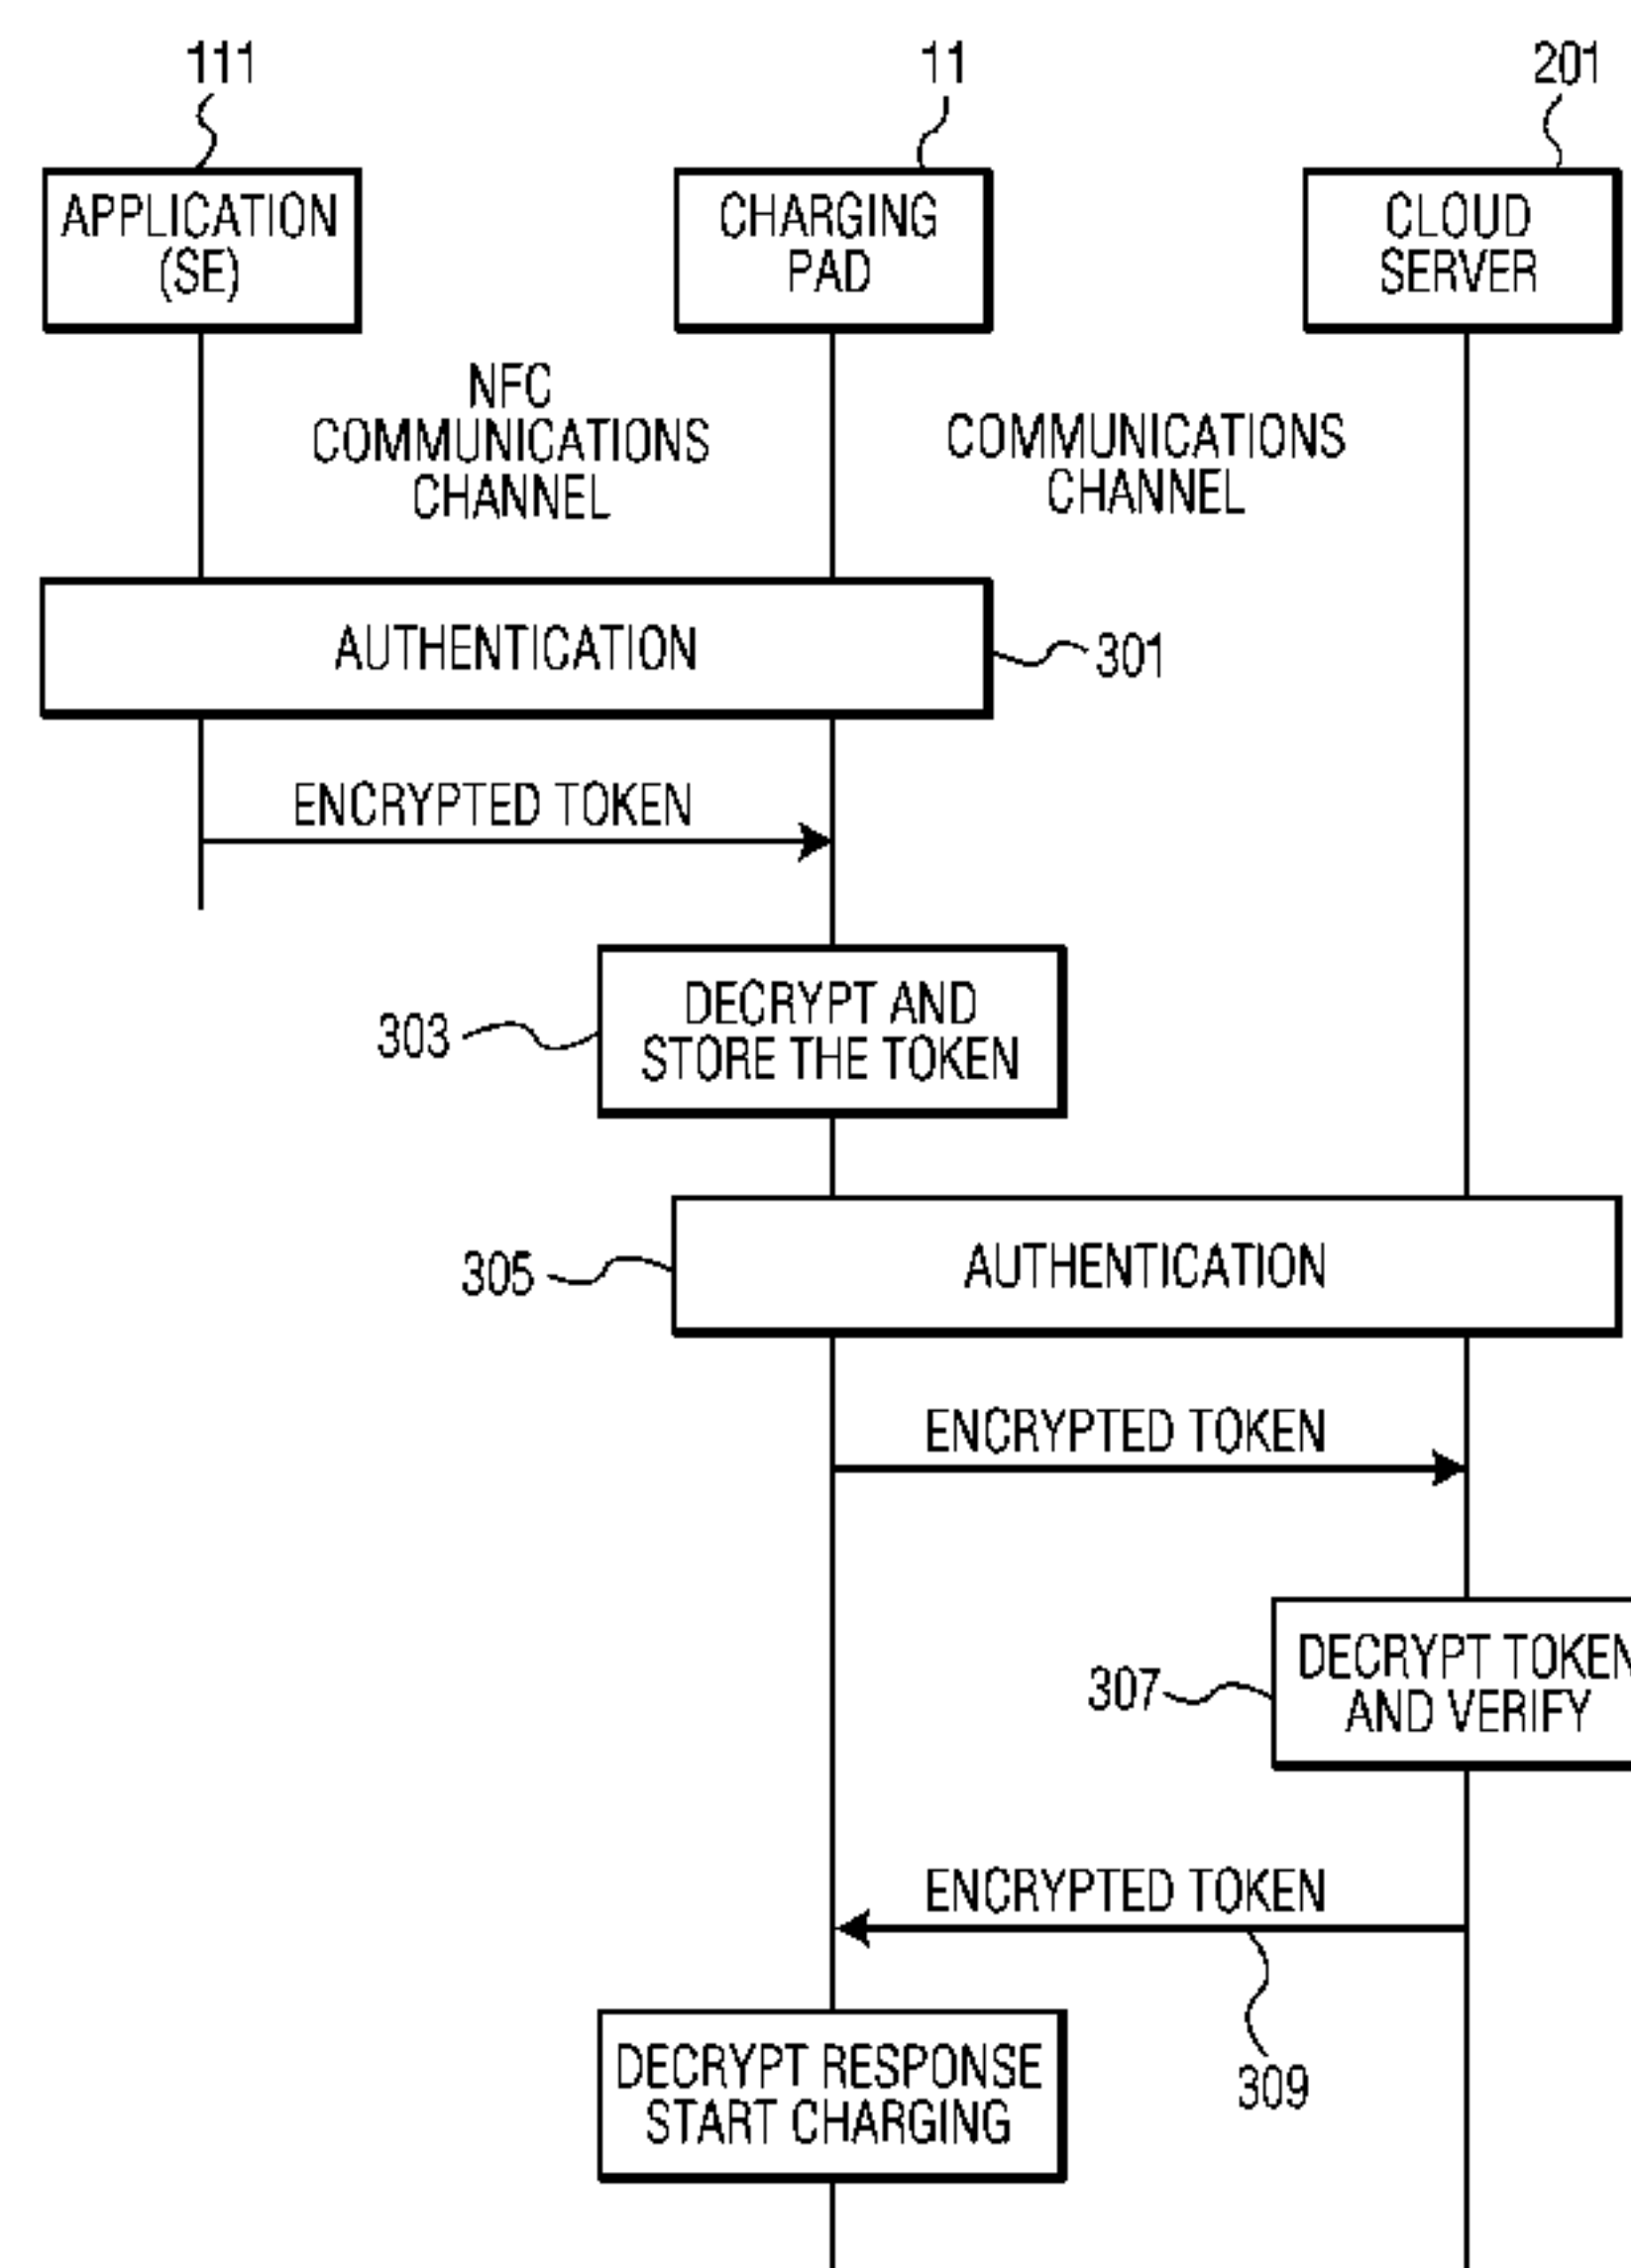 111
11
201
APPLICATION
(SE)
CHARGING
PAD
CLOUD
SERVER
NFC
COMMUNICATIONS
CHANNEL
COMMUNICATIONS
CHANNEL
AUTHENTICATION
301
ENCRYPTED TOKEN
303
DECRYPT AND
STORE THE TOKEN
305
AUTHENTICATION
ENCRYPTED TOKEN
307
DECRYPT TOKEN
AND VERIFY
ENCRYPTED TOKEN
309
DECRYPT RESPONSE
START CHARGING